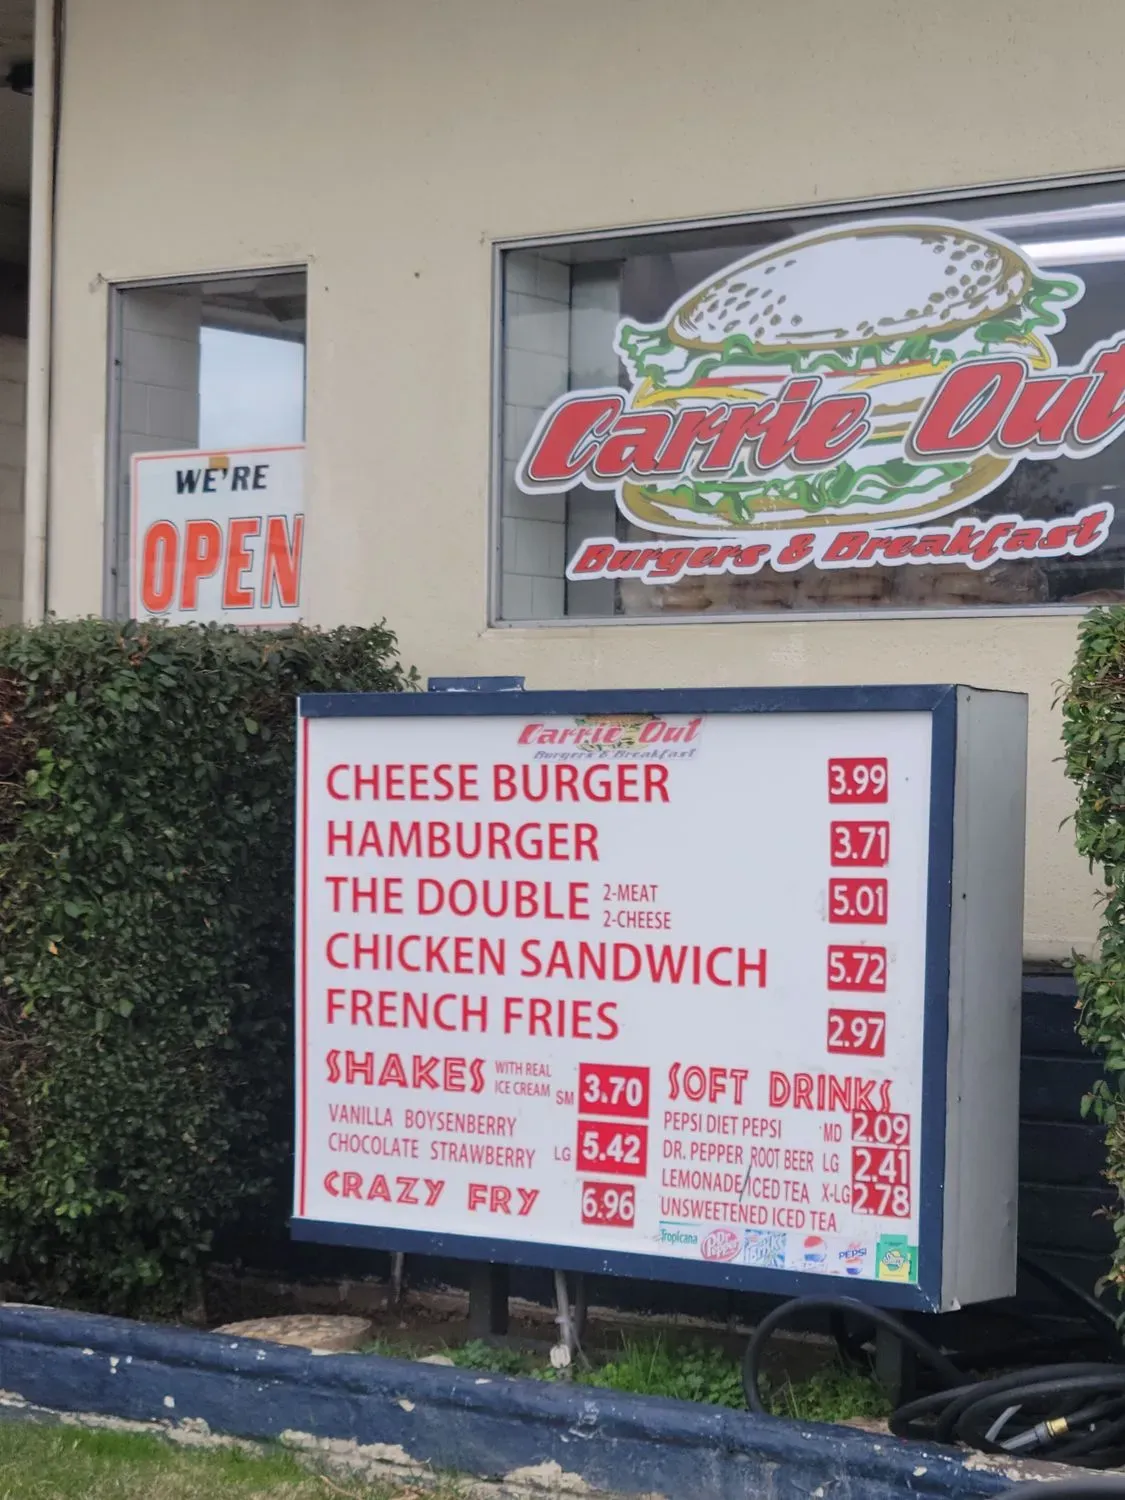 WE'RE
OPEN
Carrie Out
Burgers & Breakfast
Carrie Out
Burgers & Breakfast
CHEESE BURGER 3.99
HAMBURGER 3.71
THE DOUBLE 2-MEAT 2-CHEESE 5.01
CHICKEN SANDWICH 5.72
FRENCH FRIES 2.97
SHAKES WITH REAL ICE CREAM SM 3.70
VANILLA BOYSENBERRY
CHOCOLATE STRAWBERRY LG 5.42
CRAZY FRY 6.96
SOFT DRINKS
PEPSI DIET PEPSI MD 2.09
DR. PEPPER ROOT BEER LG 2.41
LEMONADE/ICED TEA X-LG 2.78
UNSWEETENED ICED TEA
Tropicana Dr Pepper PEPSI